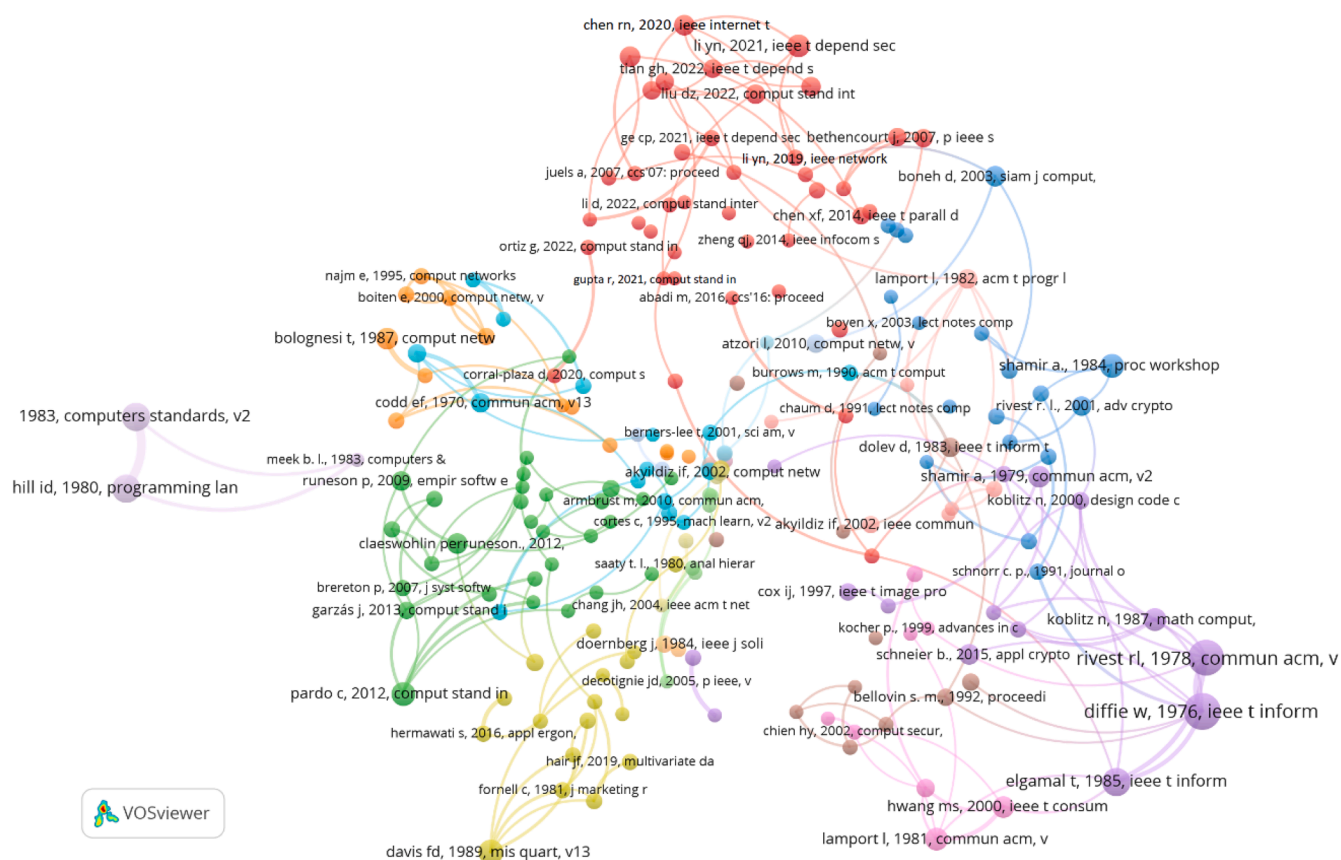 chen rn, 2020, ieee internet t
li yn, 2021, ieee t depend sec
tian gh, 2022, ieee t depend s
liu dz, 2022, comput stand int
ge cp, 2021, ieee t depend sec
bethencourt j, 2007, p ieee s
li yn, 2019, ieee network
juels a, 2007, ccs'07: proceed
boneh d, 2003, siam j comput,
li d, 2022, comput stand inter
chen xf, 2014, ieee t parall d
zheng qj, 2014, ieee infocom s
ortiz g, 2022, comput stand in
najm e, 1995, comput networks
gupta r, 2021, comput stand in
lamport l, 1982, acm t progr l
boiten e, 2000, comput netw, v
abadi m, 2016, ccs'16: proceed
boyen x, 2003, lect notes comp
bolognesi t, 1987, comput netw
atzori l, 2010, comput netw, v
shamir a., 1984, proc workshop
corral-plaza d, 2020, comput s
burrows m, 1990, acm t comput
codd ef, 1970, commun acm, v13
chaum d, 1991, lect notes comp
rivest r. l., 2001, adv crypto
1983, computers standards, v2
berners-lee t, 2001, sci am, v
dolev d, 1983, ieee t inform t
meek b. l., 1983, computers &
akyildiz if, 2002, comput netw
shamir a, 1979, commun acm, v2
runeson p, 2009, empir softw e
hill id, 1980, programming lan
armbrust m, 2010, commun acm,
koblitz n, 2000, design code c
cortes c, 1995, mach learn, v2
akyildiz if, 2002, ieee commun
claeswohlin perruneson., 2012,
saaty t. l., 1980, anal hierar
schnorr c. p., 1991, journal o
brereton p, 2007, j syst softw
cox ij, 1997, ieee t image pro
garzás j, 2013, comput stand i
chang jh, 2004, ieee acm t net
koblitz n, 1987, math comput,
kocher p., 1999, advances in c
doernberg j, 1984, ieee j soli
schneier b., 2015, appl crypto
rivest rl, 1978, commun acm, v
decotignie jd, 2005, p ieee, v
pardo c, 2012, comput stand in
bellovin s. m., 1992, proceedi
diffie w, 1976, ieee t inform
hermawati s, 2016, appl ergon,
chien hy, 2002, comput secur,
hair jf, 2019, multivariate da
elgamal t, 1985, ieee t inform
fornell c, 1981, j marketing r
hwang ms, 2000, ieee t consum
VOSviewer
lamport l, 1981, commun acm, v
davis fd, 1989, mis quart, v13